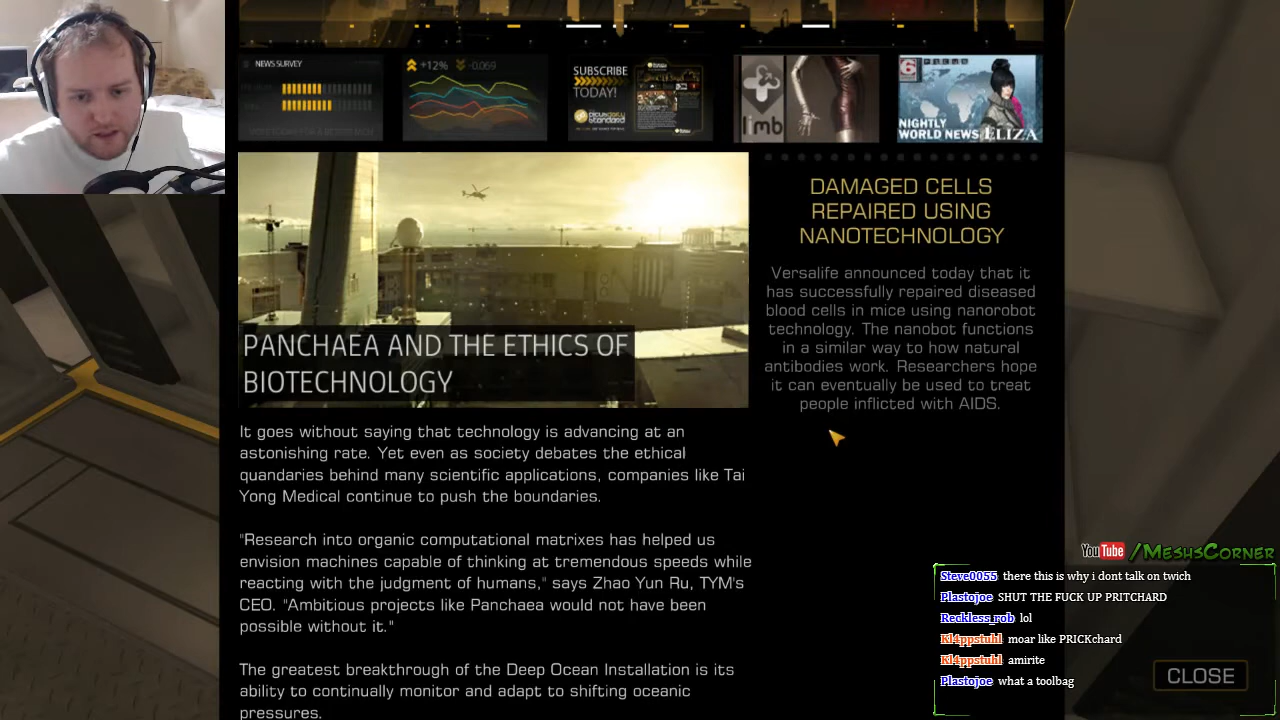 NEWS SURVEY
+12% -0.069
SUBSCRIBE
TODAY!
picusdaily
standard
limb
PICUS
NIGHTLY
WORLD NEWS ELIZA
PANCHAEA AND THE ETHICS OF
BIOTECHNOLOGY
It goes without saying that technology is advancing at an
astonishing rate. Yet even as society debates the ethical
quandaries behind many scientific applications, companies like Tai
Yong Medical continue to push the boundaries.
"Research into organic computational matrixes has helped us
envision machines capable of thinking at tremendous speeds while
reacting with the judgment of humans," says Zhao Yun Ru, TYM's
CEO. "Ambitious projects like Panchaea would not have been
possible without it."
The greatest breakthrough of the Deep Ocean Installation is its
ability to continually monitor and adapt to shifting oceanic
pressures.
DAMAGED CELLS
REPAIRED USING
NANOTECHNOLOGY
Versalife announced today that it
has successfully repaired diseased
blood cells in mice using nanorobot
technology. The nanobot functions
in a similar way to how natural
antibodies work. Researchers hope
it can eventually be used to treat
people inflicted with AIDS.
YouTube /MeshsCorner
Steve0055 there this is why i dont talk on twich
Plastojoe SHUT THE FUCK UP PRITCHARD
Reckless_rob lol
Kl4ppstuhl moar like PRICKchard
Kl4ppstuhl amirite
Plastojoe what a toolbag
CLOSE